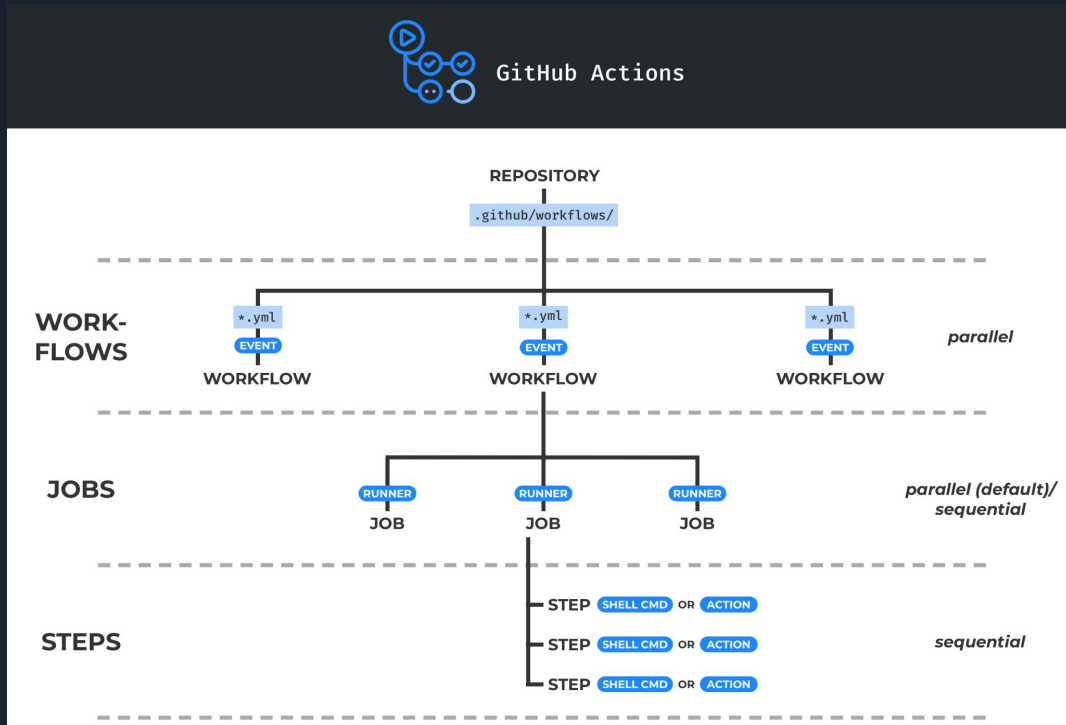 GitHub Actions
REPOSITORY
.github/workflows/
WORK-
FLOWS
*.yml
*.yml
*.yml
EVENT
EVENT
EVENT
WORKFLOW
WORKFLOW
WORKFLOW
parallel
JOBS
RUNNER
RUNNER
RUNNER
JOB
JOB
JOB
parallel (default)/
sequential
STEPS
STEP SHELL CMD OR ACTION
STEP SHELL CMD OR ACTION
STEP SHELL CMD OR ACTION
sequential